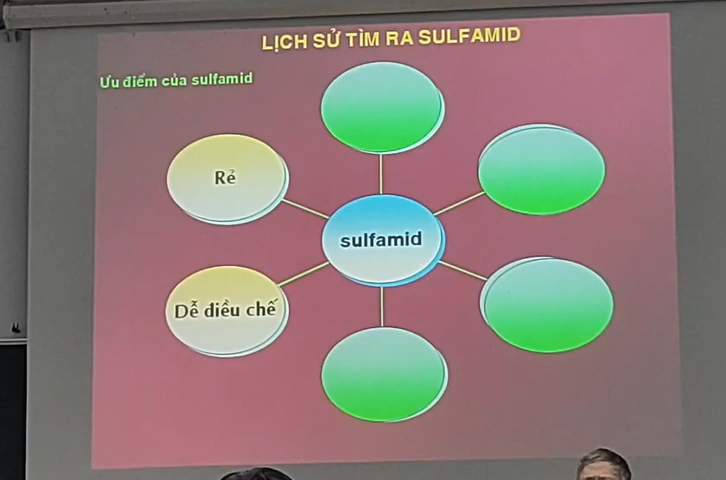 LỊCH SỬ TÌM RA SULFAMID
Ưu điểm của sulfamid
Rẻ
sulfamid
Dễ điều chế